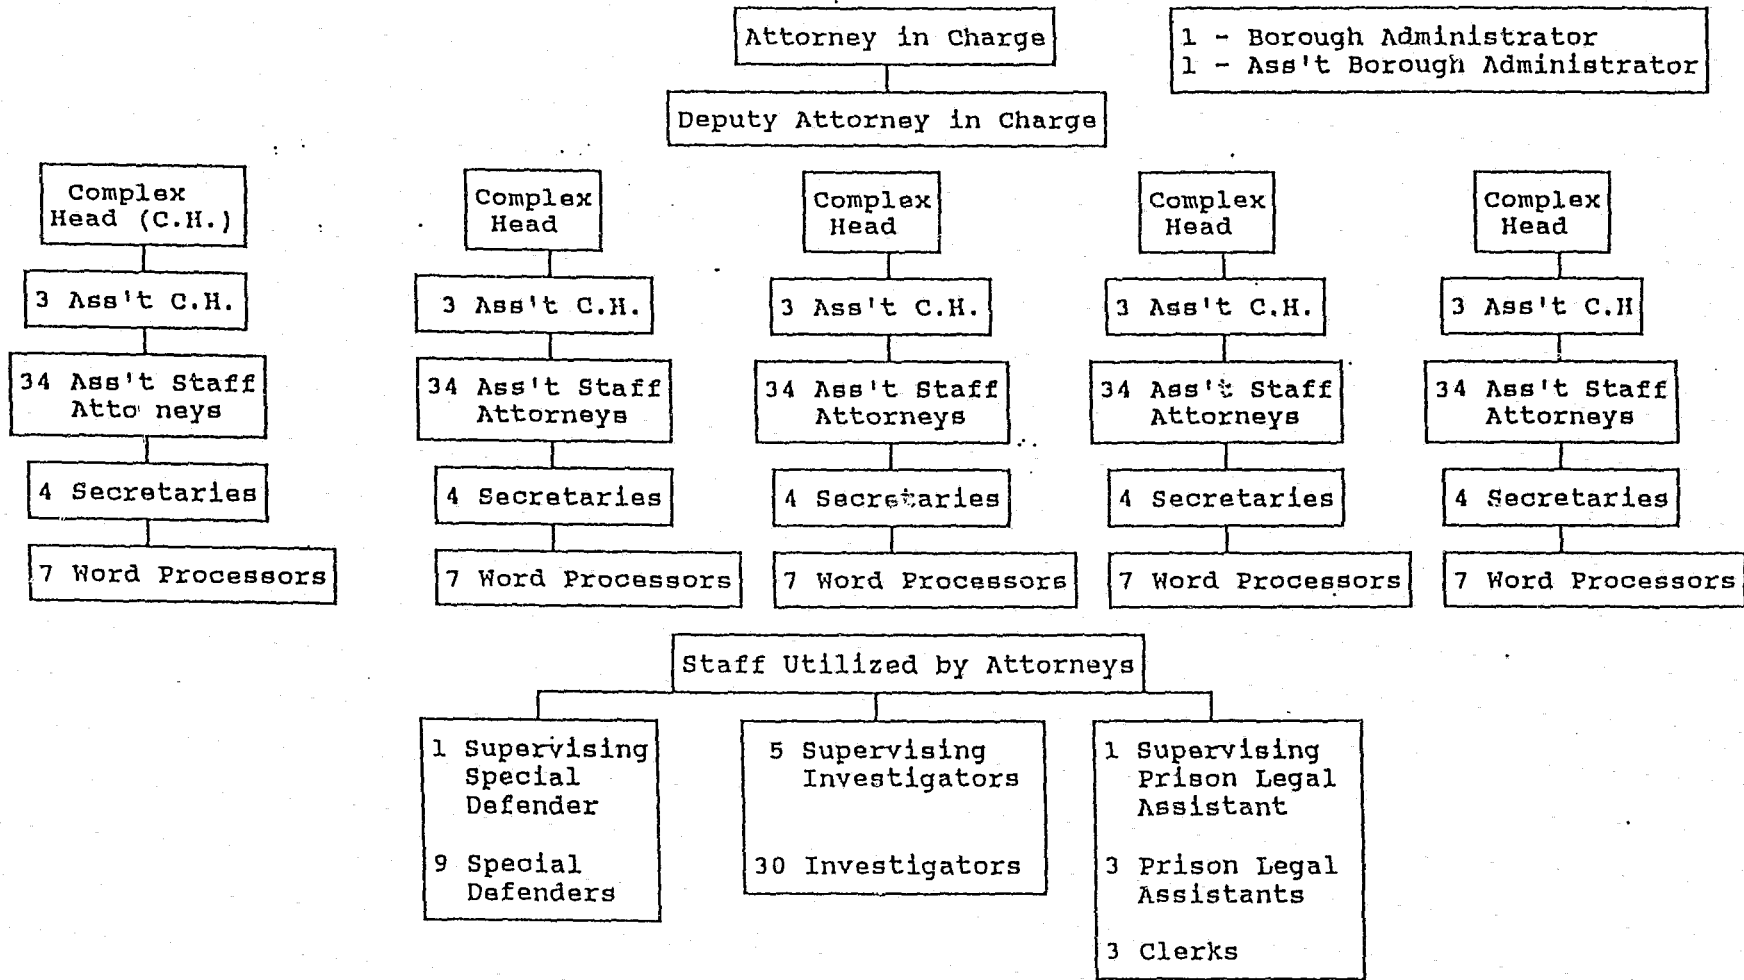 Attorney in Charge
1 - Borough Administrator
1 - Ass't Borough Administrator
Deputy Attorney in Charge
Complex
Head (C.H.)
3 Ass't C.H.
34 Ass't Staff
Atto neys
4 Secretaries
7 Word Processors
Complex
Head
3 Ass't C.H.
34 Ass't Staff
Attorneys
4 Secretaries
7 Word Processors
Complex
Head
3 Ass't C.H.
34 Ass't Staff
Attorneys
4 Secretaries
7 Word Processors
Complex
Head
3 Ass't C.H.
34 Ass't Staff
Attorneys
4 Secretaries
7 Word Processors
Complex
Head
3 Ass't C.H
34 Ass't Staff
Attorneys
4 Secretaries
7 Word Processors
Staff Utilized by Attorneys
1 Supervising
Special
Defender
9 Special
Defenders
5 Supervising
Investigators
30 Investigators
1 Supervising
Prison Legal
Assistant
3 Prison Legal
Assistants
3 Clerks